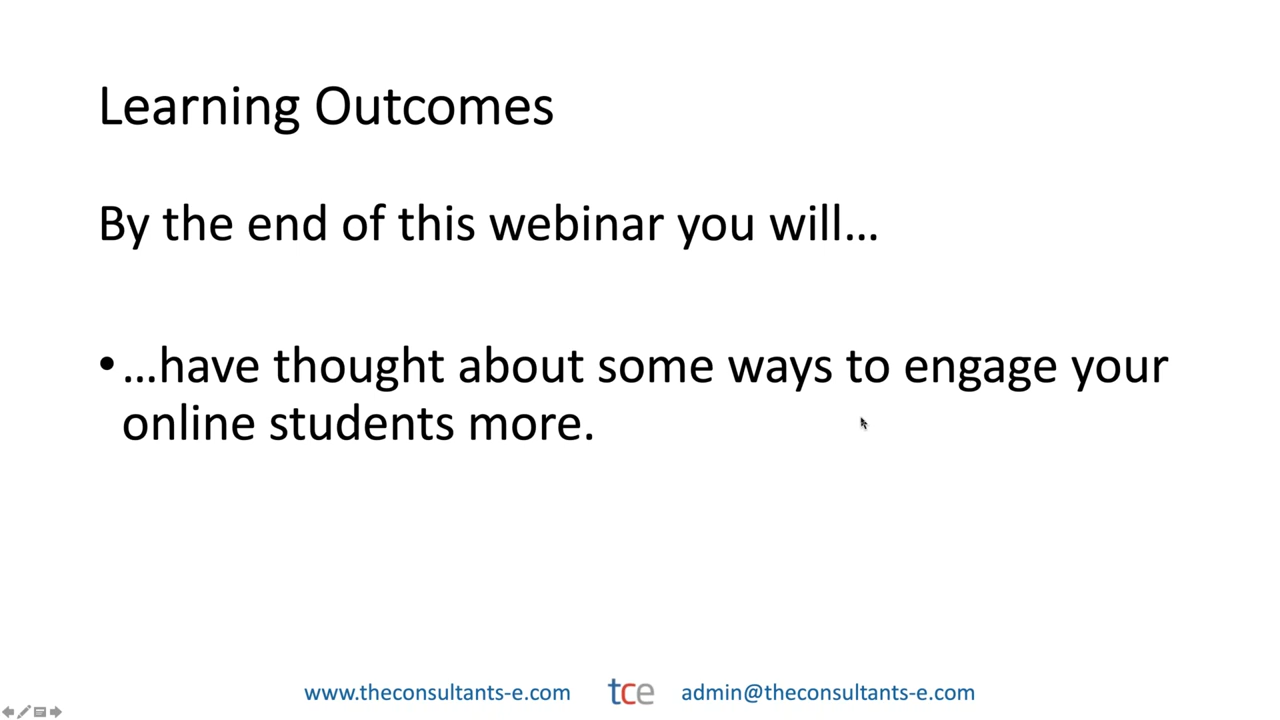 Learning Outcomes
By the end of this webinar you will…
• …have thought about some ways to engage your
online students more.
www.theconsultants-e.com tce admin@theconsultants-e.com